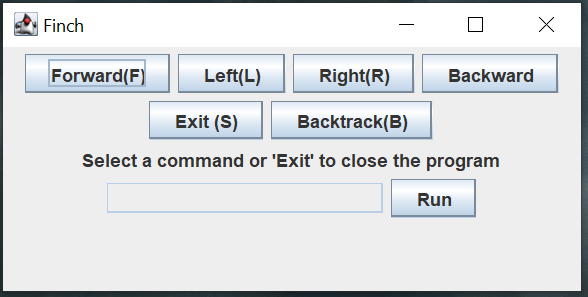 Finch
Forward(F) Left(L) Right(R) Backward
Exit (S) Backtrack(B)
Select a command or 'Exit' to close the program
Run